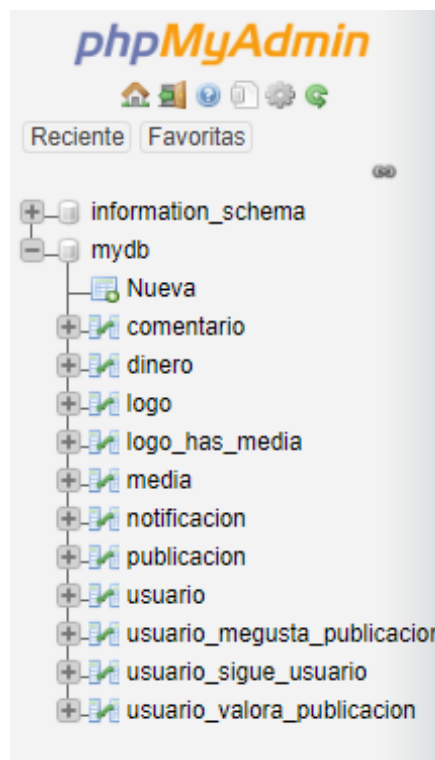 phpMyAdmin
Reciente Favoritas
information_schema
mydb
Nueva
comentario
dinero
logo
logo_has_media
media
notificacion
publicacion
usuario
usuario_megusta_publicacion
usuario_sigue_usuario
usuario_valora_publicacion